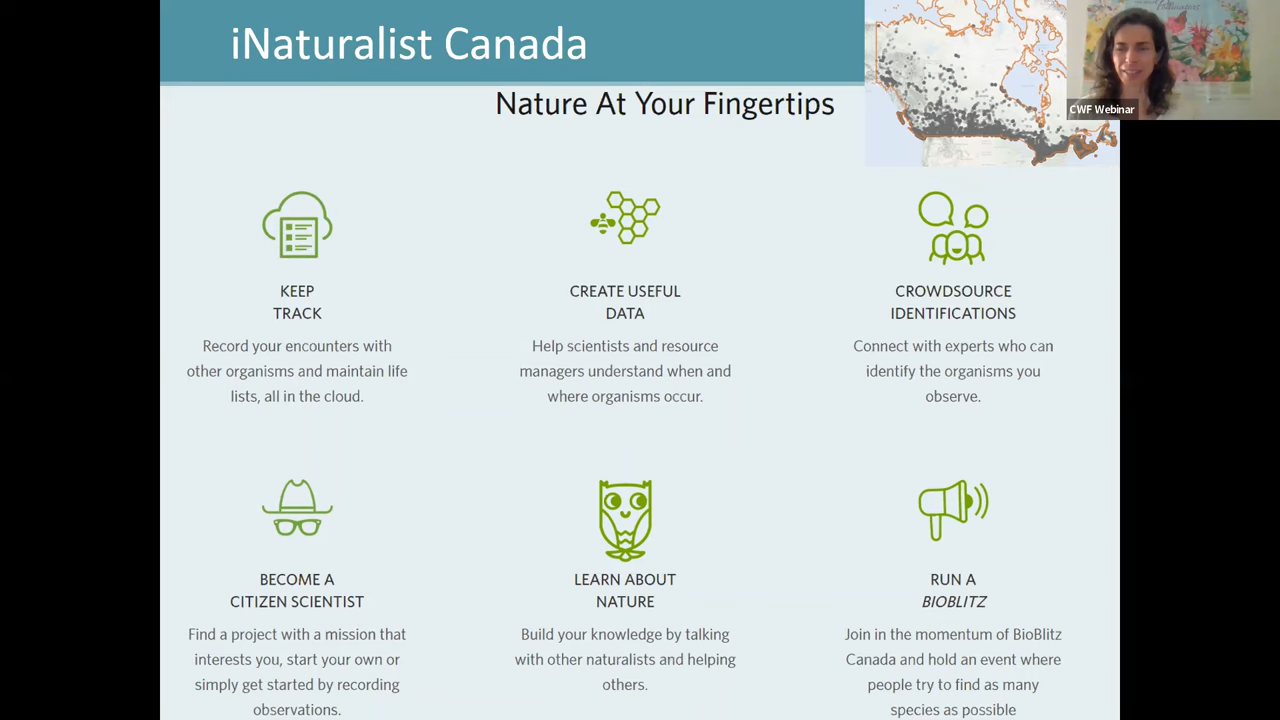 iNaturalist Canada
CWF Webinar
Nature At Your Fingertips
KEEP
TRACK
Record your encounters with
other organisms and maintain life
lists, all in the cloud.
CREATE USEFUL
DATA
Help scientists and resource
managers understand when and
where organisms occur.
CROWDSOURCE
IDENTIFICATIONS
Connect with experts who can
identify the organisms you
observe.
BECOME A
CITIZEN SCIENTIST
Find a project with a mission that
interests you, start your own or
simply get started by recording
observations.
LEARN ABOUT
NATURE
Build your knowledge by talking
with other naturalists and helping
others.
RUN A
BIOBLITZ
Join in the momentum of BioBlitz
Canada and hold an event where
people try to find as many
species as possible